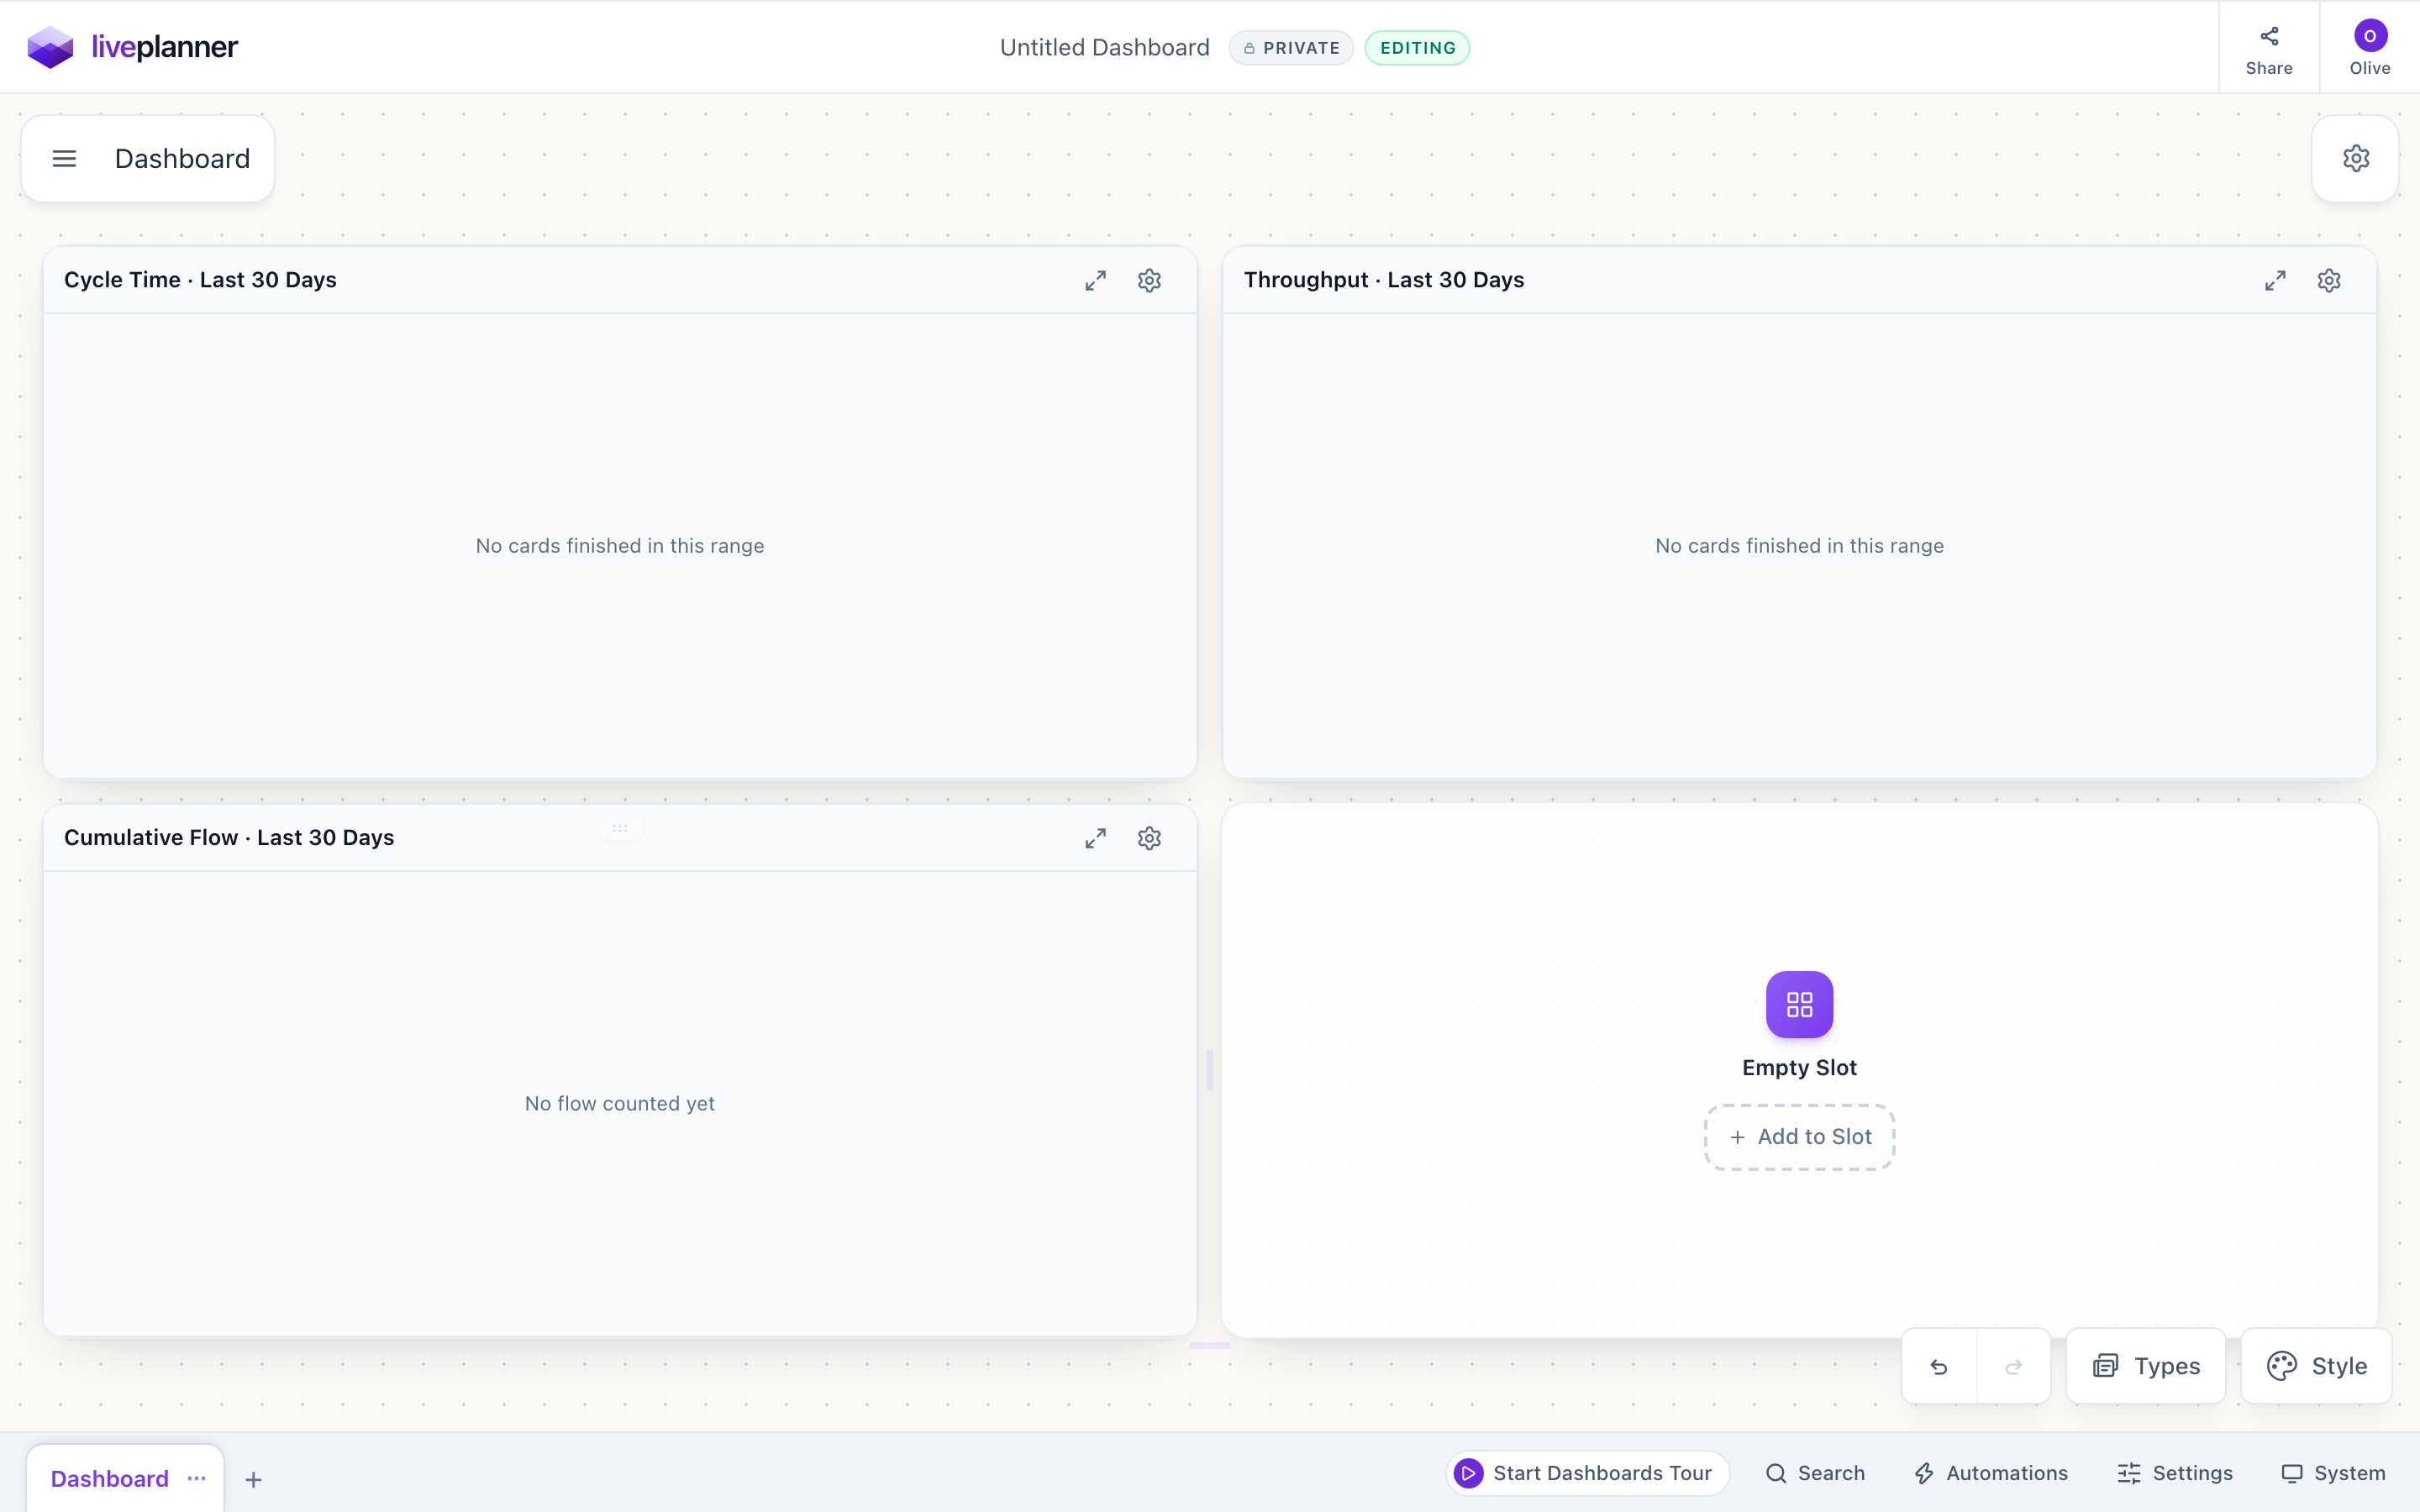 liveplanner
Untitled Dashboard
PRIVATE
EDITING
Share
O
Olive
Dashboard
Cycle Time · Last 30 Days
Throughput · Last 30 Days
No cards finished in this range
No cards finished in this range
Cumulative Flow · Last 30 Days
No flow counted yet
Empty Slot
+ Add to Slot
Types
Style
Dashboard ···
+
Start Dashboards Tour
Search
Automations
Settings
System